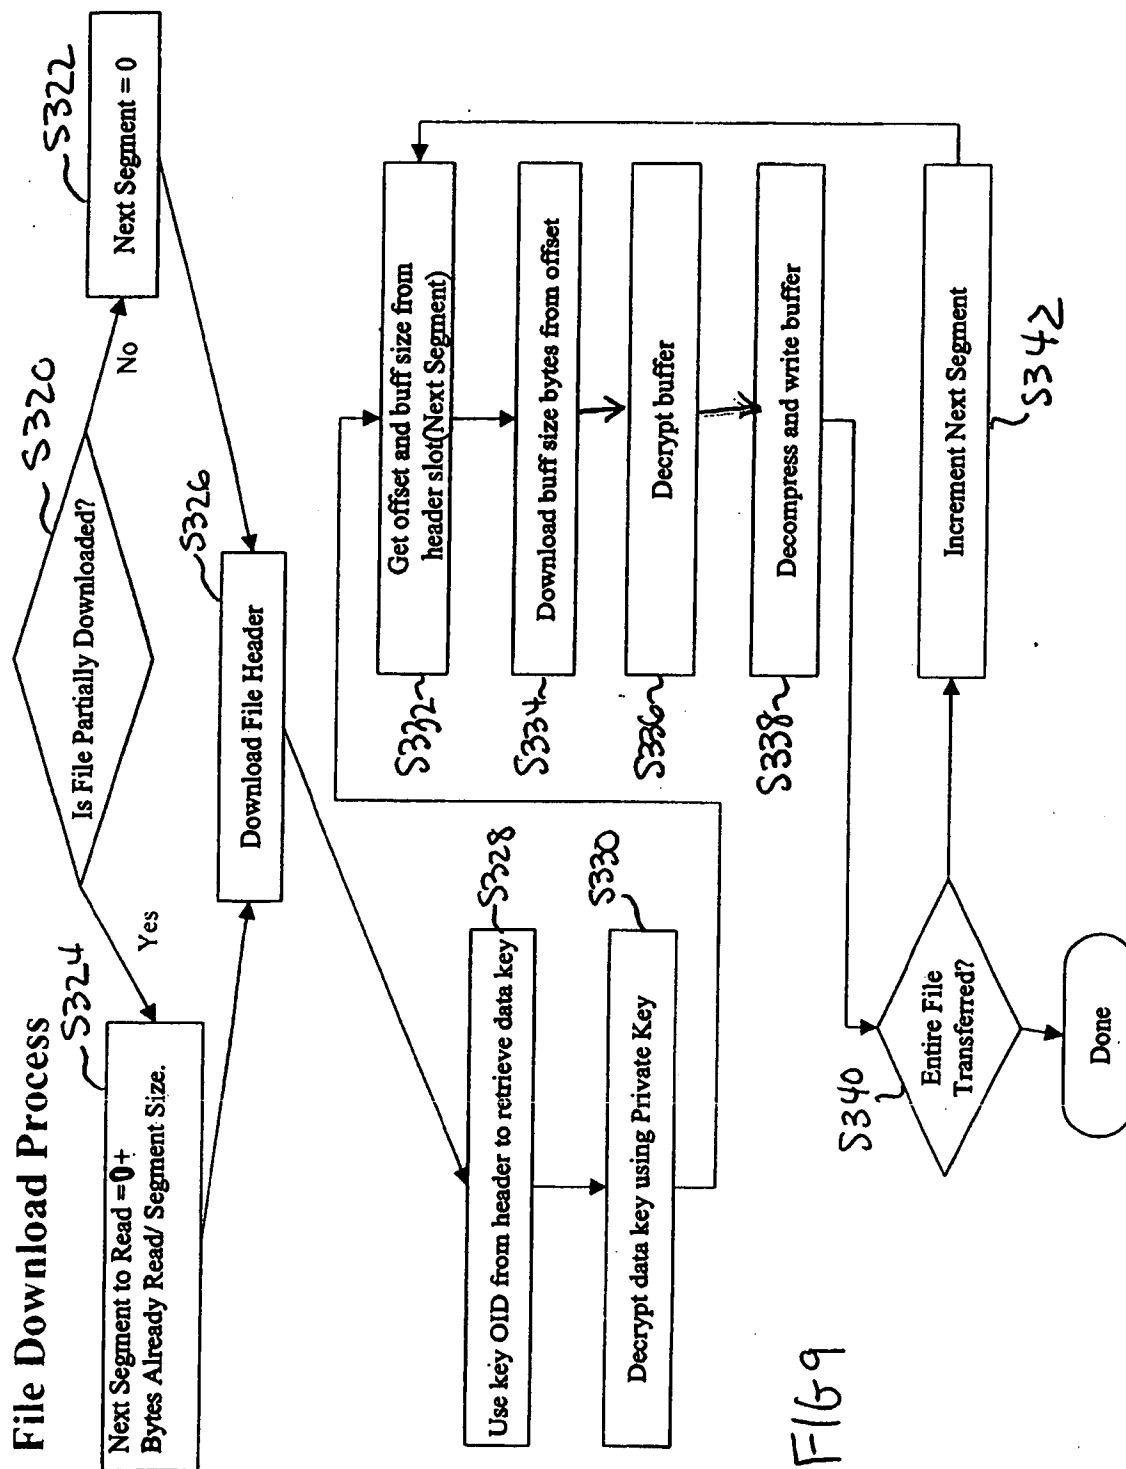 File Download Process
S320
Is File Partially Downloaded?
Yes
No
S324
Next Segment to Read =0+
Bytes Already Read/ Segment Size.
S322
Next Segment = 0
S326
Download File Header
S328
Use key OID from header to retrieve data key
S330
Decrypt data key using Private Key
S332
Get offset and buff size from
header slot(Next Segment)
S334
Download buff size bytes from offset
S336
Decrypt buffer
S338
Decompress and write buffer
S340
Entire File
Transferred?
S342
Increment Next Segment
Done
FIG 9